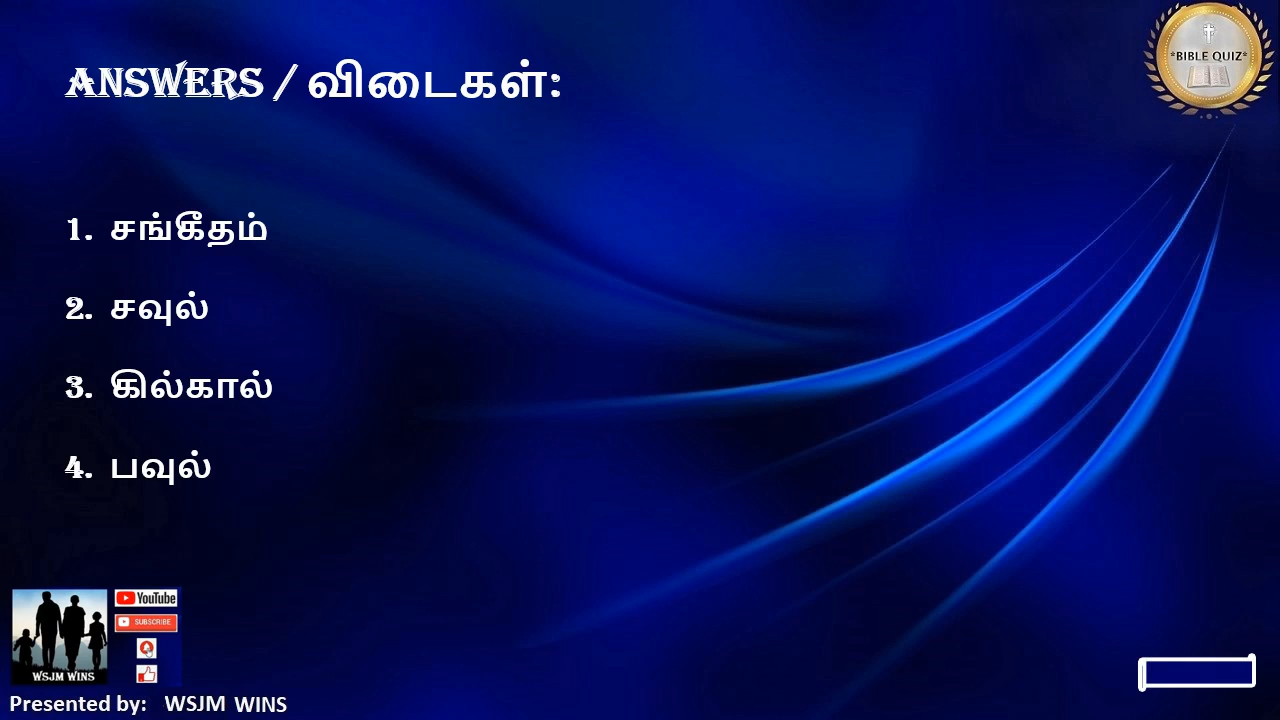 *BIBLE QUIZ*
ANSWERS / விடைகள்:
1. சங்கீதம்
2. சவுல்
3. கில்கால்
4. பவுல்
YouTube
SUBSCRIBE
WSJM WINS
Presented by: WSJM WINS